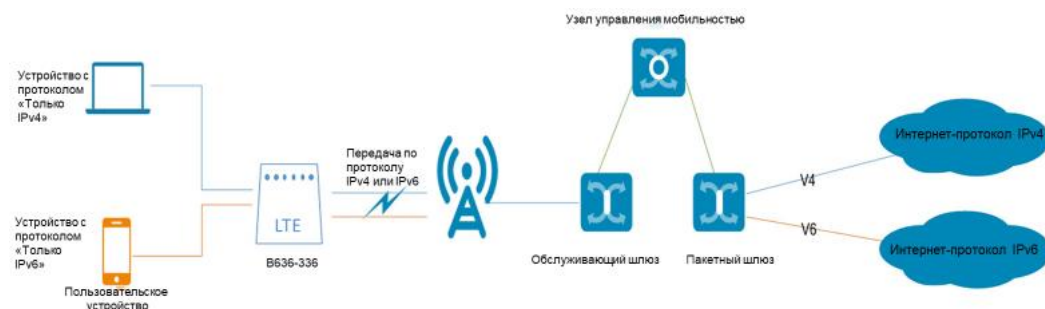 Узел управления мобильностью
Устройство с
протоколом
«Только
IPv4»
Передача по
протоколу
IPv4 или IPv6
Интернет-протокол IPv4
V4
LTE
Устройство с
протоколом
«Только
IPv6»
V6
Интернет-протокол IPv6
B636-336
Обслуживающий шлюз
Пакетный шлюз
Пользовательское
устройство